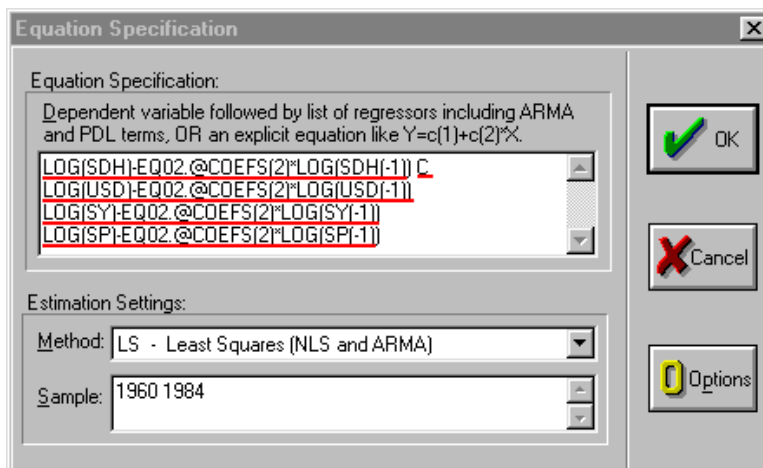 Equation Specification
Equation Specification:
Dependent variable followed by list of regressors including ARMA
and PDL terms, OR an explicit equation like Y=c(1)+c(2)*X.
LOG(SDH)-EQ02.@COEFS(2)*LOG(SDH(-1)) C
LOG(USD)-EQ02.@COEFS(2)*LOG(USD(-1))
LOG(SY)-EQ02.@COEFS(2)*LOG(SY(-1))
LOG(SP)-EQ02.@COEFS(2)*LOG(SP(-1))
OK
Cancel
Estimation Settings:
Method: LS - Least Squares (NLS and ARMA)
Sample: 1960 1984
Options